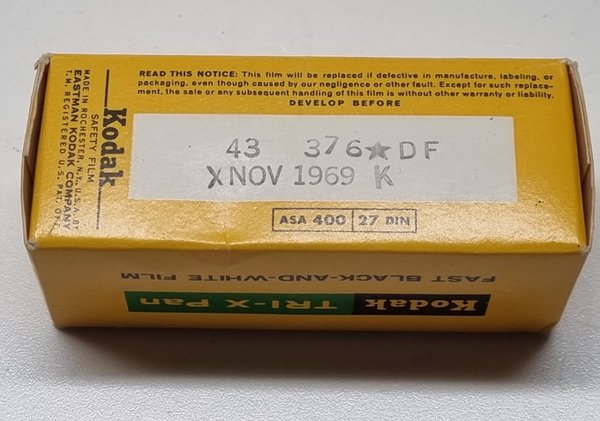 READ THIS NOTICE: This film will be replaced if defective in manufacture, labeling, or
packaging, even though caused by our negligence or other fault. Except for such replace-
ment, the sale or any subsequent handling of this film is without other warranty or liability.
DEVELOP BEFORE
43 376★DF
X NOV 1969 K
ASA 400 27 DIN
Kodak
SAFETY FILM
MADE IN ROCHESTER, N.Y., U.S.A. BY
EASTMAN KODAK COMPANY
T.M. REGISTERED U.S. PAT. OFF.
FAST BLACK-AND-WHITE FILM
Kodak TRI-X Pan